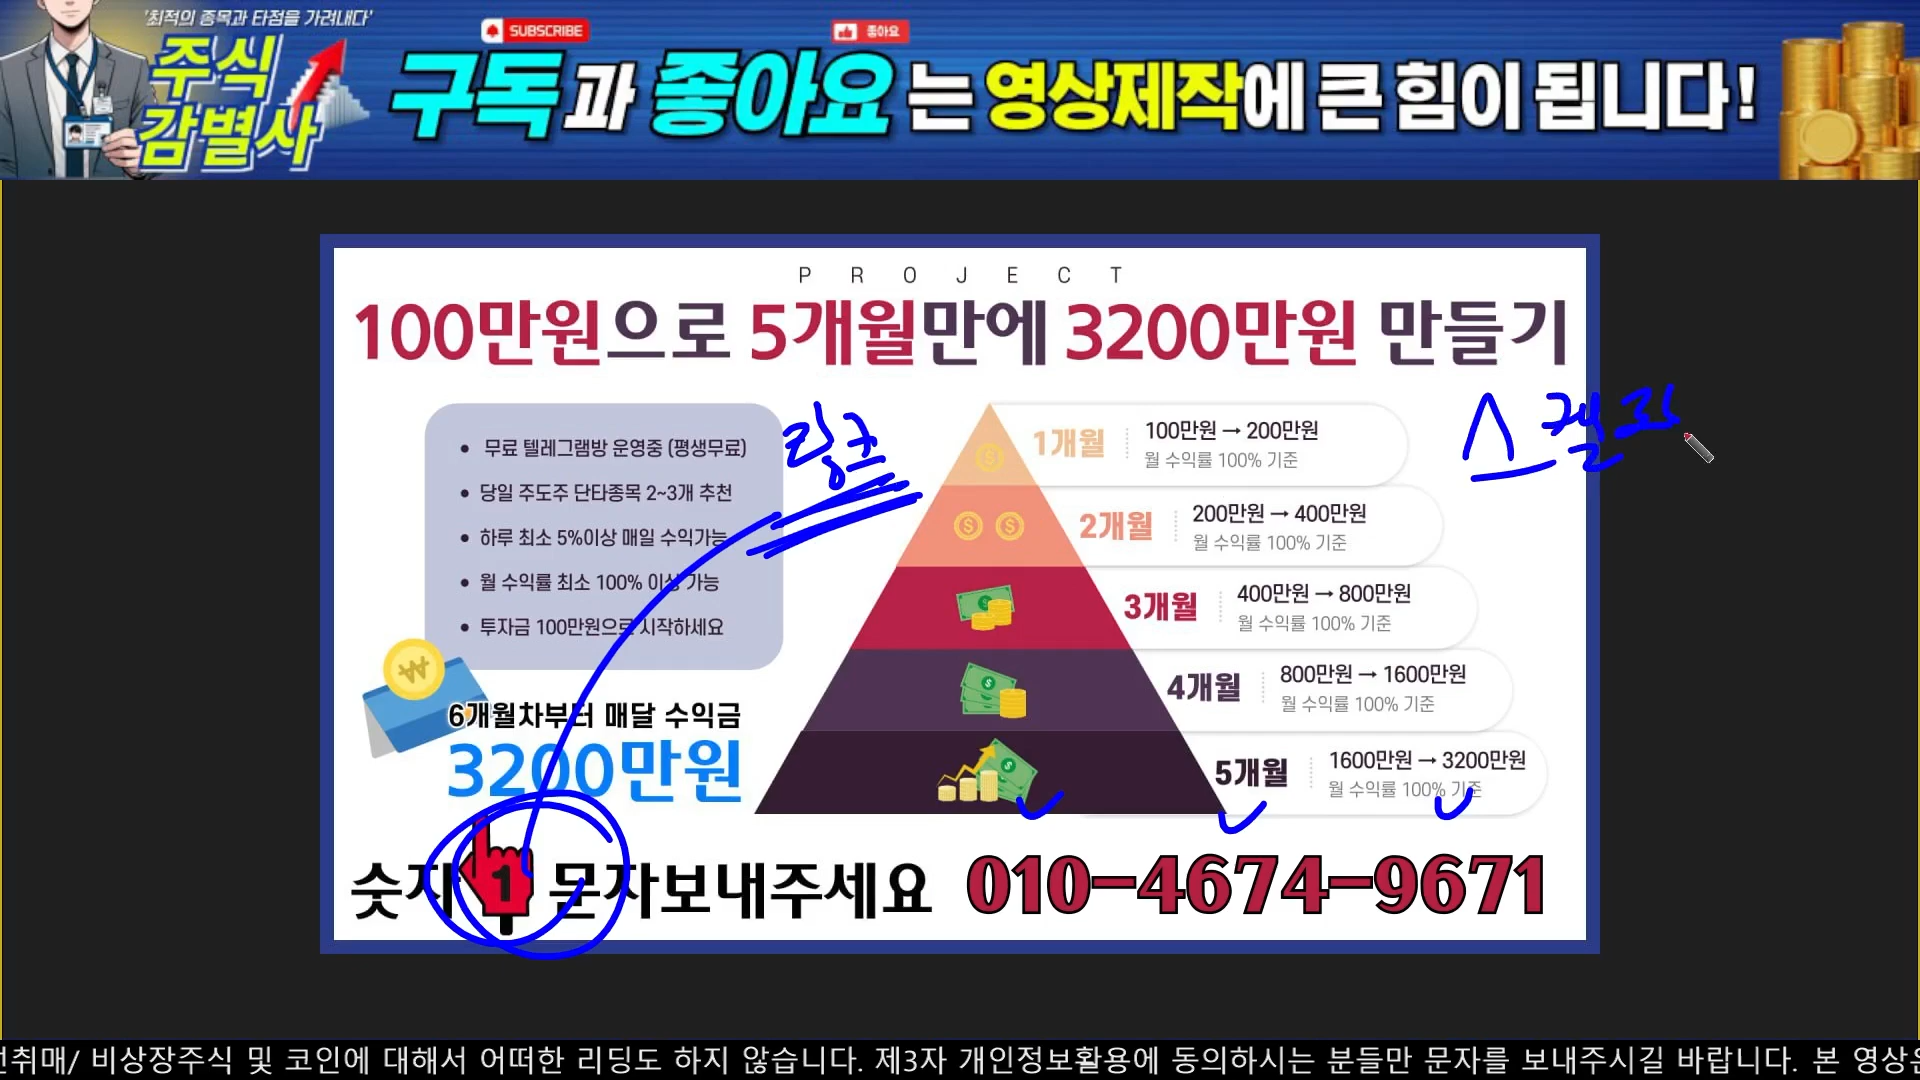 '최적의 종목과 타점을 가려내다'
주식
감별사
SUBSCRIBE
좋아요
구독과 좋아요는 영상제작에 큰 힘이 됩니다!
PROJECT
100만원으로 5개월만에 3200만원 만들기
• 무료 텔레그램방 운영중 (평생무료)
• 당일 주도주 단타종목 2~3개 추천
• 하루 최소 5%이상 매일 수익가능
• 월 수익률 최소 100% 이상 가능
• 투자금 100만원으로 시작하세요
링크
6개월차부터 매달 수익금
3200만원
1개월
100만원 → 200만원
월 수익률 100% 기준
2개월
200만원 → 400만원
월 수익률 100% 기준
3개월
400만원 → 800만원
월 수익률 100% 기준
4개월
800만원 → 1600만원
월 수익률 100% 기준
5개월
1600만원 → 3200만원
월 수익률 100% 기준
숫자 1 문자보내주세요 010-4674-9671
취매/ 비상장주식 및 코인에 대해서 어떠한 리딩도 하지 않습니다. 제3자 개인정보활용에 동의하시는 분들만 문자를 보내주시길 바랍니다. 본 영상은